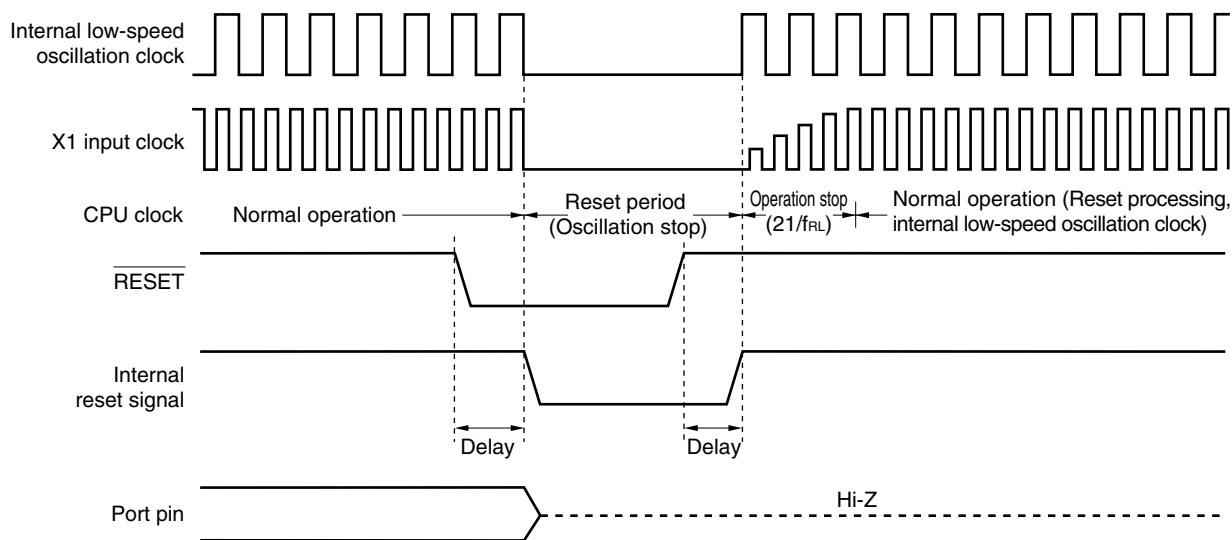 Internal low-speed
oscillation clock
X1 input clock
CPU clock
Normal operation
Reset period
(Oscillation stop)
Operation stop
(21/fRL)
Normal operation (Reset processing,
internal low-speed oscillation clock)
RESET
Internal
reset signal
Delay
Delay
Port pin
Hi-Z